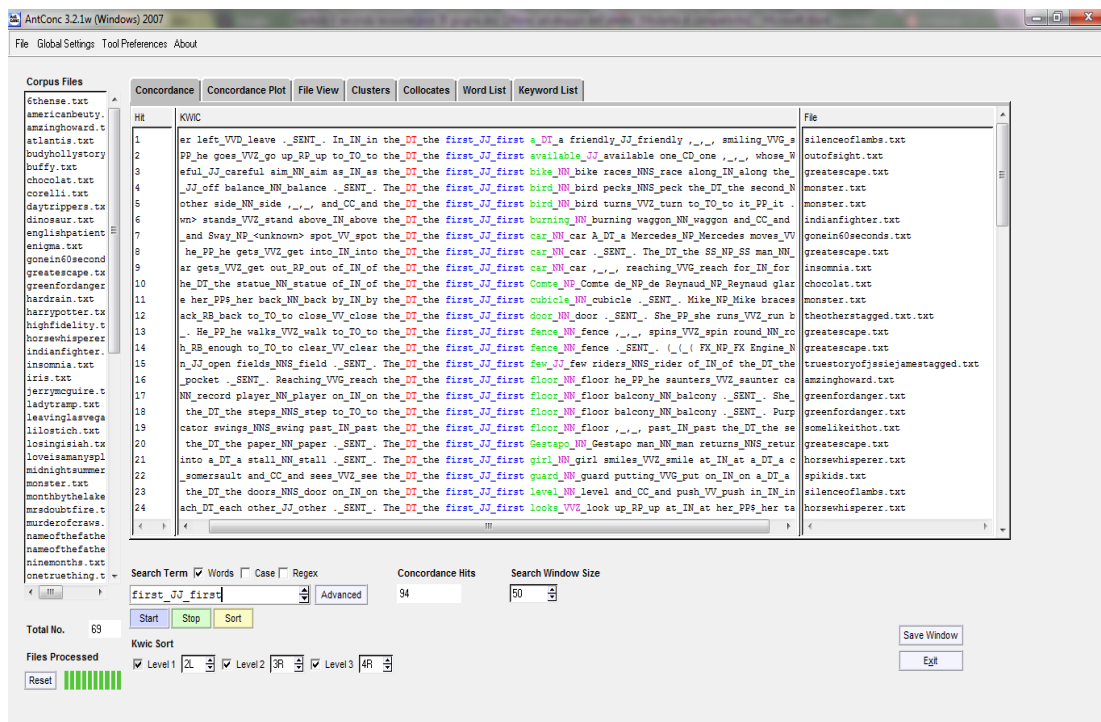 AntConc 3.2.1w (Windows) 2007
File Global Settings Tool Preferences About
Corpus Files
6thense.txt
americanbeuty.
amzinghoward.t
atlantis.txt
budyhollystory
buffy.txt
chocolat.txt
corelli.txt
daytrippers.tx
dinosaur.txt
englishpatient
enigma.txt
gonein60second
greatescape.tx
greenfordanger
hardrain.txt
harrypotter.tx
highfidelity.t
horsewhisperer
indianfighter.
insomnia.txt
iris.txt
jerrymcguire.t
ladytramp.txt
leavinglasvega
lilostich.txt
losingisiah.tx
loveisamanyspl
midnightsummer
monster.txt
monthbythelake
mrsdoubtfire.t
murderofcraws.
nameofthefathe
nameofthefathe
ninemonths.txt
onetruething.t
Total No. 69
Files Processed
Reset
Concordance Concordance Plot File View Clusters Collocates Word List Keyword List
Hit KWIC File
1 er left_VVD_leave ._SENT_. In_IN_in the_DT_the first_JJ_first a_DT_a friendly_JJ_friendly ,_,_, smiling_VVG_s silenceoflambs.txt
2 PP_he goes_VVZ_go up_RP_up to_TO_to the_DT_the first_JJ_first available_JJ_available one_CD_one ,_,_, whose_W outofsight.txt
3 eful_JJ_careful aim_NN_aim as_IN_as the_DT_the first_JJ_first bike_NN_bike races_NNS_race along_IN_along the_ greatescape.txt
4 _JJ_off balance_NN_balance ._SENT_. The_DT_the first_JJ_first bird_NN_bird pecks_NNS_peck the_DT_the second_N monster.txt
5 other side_NN_side ,_,_, and_CC_and the_DT_the first_JJ_first bird_NN_bird turns_VVZ_turn to_TO_to it_PP_it . monster.txt
6 wn> stands_VVZ_stand above_IN_above the_DT_the first_JJ_first burning_NN_burning waggon_NN_waggon and_CC_and indianfighter.txt
7 _and Sway_NP_<unknown> spot_VV_spot the_DT_the first_JJ_first car_NN_car A_DT_a Mercedes_NP_Mercedes moves_VV gonein60seconds.txt
8 he_PP_he gets_VVZ_get into_IN_into the_DT_the first_JJ_first car_NN_car ._SENT_. The_DT_the SS_NP_SS man_NN_ greatescape.txt
9 ar gets_VVZ_get out_RP_out of_IN_of the_DT_the first_JJ_first car_NN_car ,_,_, reaching_VVG_reach for_IN_for insomnia.txt
10 he_DT_the statue_NN_statue of_IN_of the_DT_the first_JJ_first Comte_NP_Comte de_NP_de Reynaud_NP_Reynaud glar chocolat.txt
11 e her_PP$_her back_NN_back by_IN_by the_DT_the first_JJ_first cubicle_NN_cubicle ._SENT_. Mike_NP_Mike braces monster.txt
12 ack_RB_back to_TO_to close_VV_close the_DT_the first_JJ_first door_NN_door ._SENT_. She_PP_she runs_VVZ_run b theotherstagged.txt.txt
13 _. He_PP_he walks_VVZ_walk to_TO_to the_DT_the first_JJ_first fence_NN_fence ,_,_, spins_VVZ_spin round_NN_ro greatescape.txt
14 h_RB_enough to_TO_to clear_VV_clear the_DT_the first_JJ_first fence_NN_fence ._SENT_. (_(_( FX_NP_FX Engine_N greatescape.txt
15 n_JJ_open fields_NNS_field ._SENT_. The_DT_the first_JJ_first few_JJ_few riders_NNS_rider of_IN_of the_DT_the truestoryofjssiejamestagged.txt
16 _pocket ._SENT_. Reaching_VVG_reach the_DT_the first_JJ_first floor_NN_floor he_PP_he saunters_VVZ_saunter ca amzinghoward.txt
17 NN_record player_NN_player on_IN_on the_DT_the first_JJ_first floor_NN_floor balcony_NN_balcony ._SENT_. She_ greenfordanger.txt
18 the_DT_the steps_NNS_step to_TO_to the_DT_the first_JJ_first floor_NN_floor balcony_NN_balcony ._SENT_. Purp greenfordanger.txt
19 cator swings_NNS_swing past_IN_past the_DT_the first_JJ_first floor_NN_floor ,_,_, past_IN_past the_DT_the se somelikeithot.txt
20 the_DT_the paper_NN_paper ._SENT_. The_DT_the first_JJ_first Gestapo_NN_Gestapo man_NN_man returns_NNS_retur greatescape.txt
21 into a_DT_a stall_NN_stall ._SENT_. The_DT_the first_JJ_first girl_NN_girl smiles_VVZ_smile at_IN_at a_DT_a c horsewhisperer.txt
22 _somersault and_CC_and sees_VVZ_see the_DT_the first_JJ_first guard_NN_guard putting_VVG_put on_IN_on a_DT_a spikids.txt
23 the_DT_the doors_NNS_door on_IN_on the_DT_the first_JJ_first level_NN_level and_CC_and push_VV_push in_IN_in silenceoflambs.txt
24 ach_DT_each other_JJ_other ._SENT_. The_DT_the first_JJ_first looks_VVZ_look up_RP_up at_IN_at her_PP$_her ta horsewhisperer.txt
Search Term Words Case Regex Concordance Hits Search Window Size
first_JJ_first Advanced 94 50
Start Stop Sort
Kwic Sort
Level 1 2L Level 2 3R Level 3 4R
Save Window
Exit